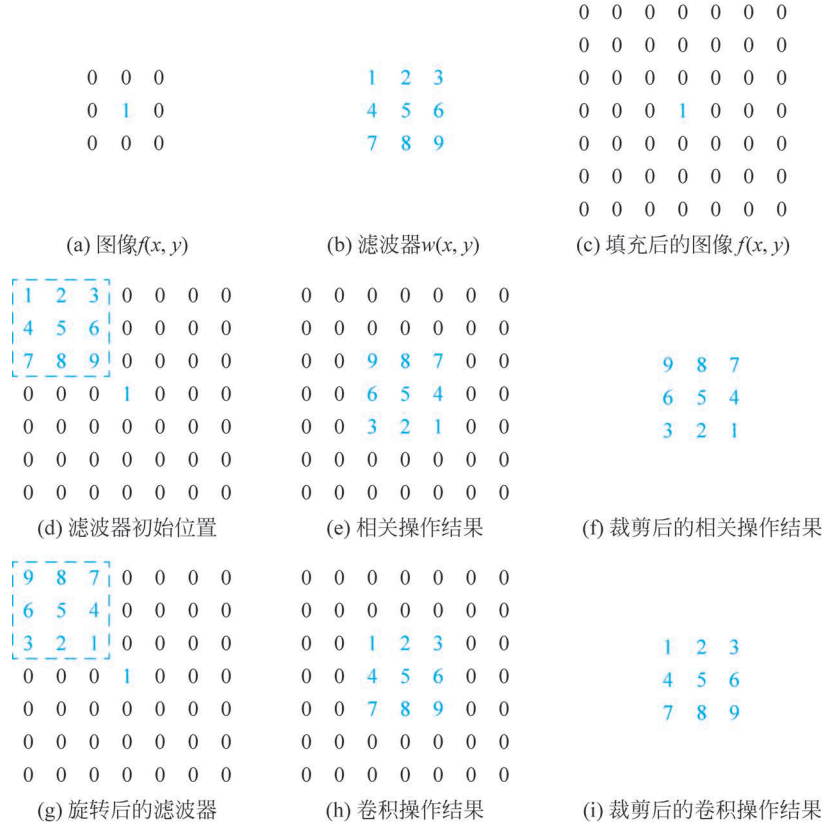 0 0 0
0 1 0
0 0 0
(a) 图像f(x, y)
1 2 3
4 5 6
7 8 9
(b) 滤波器w(x, y)
0 0 0 0 0 0 0
0 0 0 0 0 0 0
0 0 0 0 0 0 0
0 0 0 1 0 0 0
0 0 0 0 0 0 0
0 0 0 0 0 0 0
0 0 0 0 0 0 0
(c) 填充后的图像 f(x, y)
1 2 3 0 0 0 0
4 5 6 0 0 0 0
7 8 9 0 0 0 0
0 0 0 1 0 0 0
0 0 0 0 0 0 0
0 0 0 0 0 0 0
0 0 0 0 0 0 0
(d) 滤波器初始位置
0 0 0 0 0 0 0
0 0 0 0 0 0 0
0 0 9 8 7 0 0
0 0 6 5 4 0 0
0 0 3 2 1 0 0
0 0 0 0 0 0 0
0 0 0 0 0 0 0
(e) 相关操作结果
9 8 7
6 5 4
3 2 1
(f) 裁剪后的相关操作结果
9 8 7 0 0 0 0
6 5 4 0 0 0 0
3 2 1 0 0 0 0
0 0 0 1 0 0 0
0 0 0 0 0 0 0
0 0 0 0 0 0 0
0 0 0 0 0 0 0
(g) 旋转后的滤波器
0 0 0 0 0 0 0
0 0 0 0 0 0 0
0 0 1 2 3 0 0
0 0 4 5 6 0 0
0 0 7 8 9 0 0
0 0 0 0 0 0 0
0 0 0 0 0 0 0
(h) 卷积操作结果
1 2 3
4 5 6
7 8 9
(i) 裁剪后的卷积操作结果